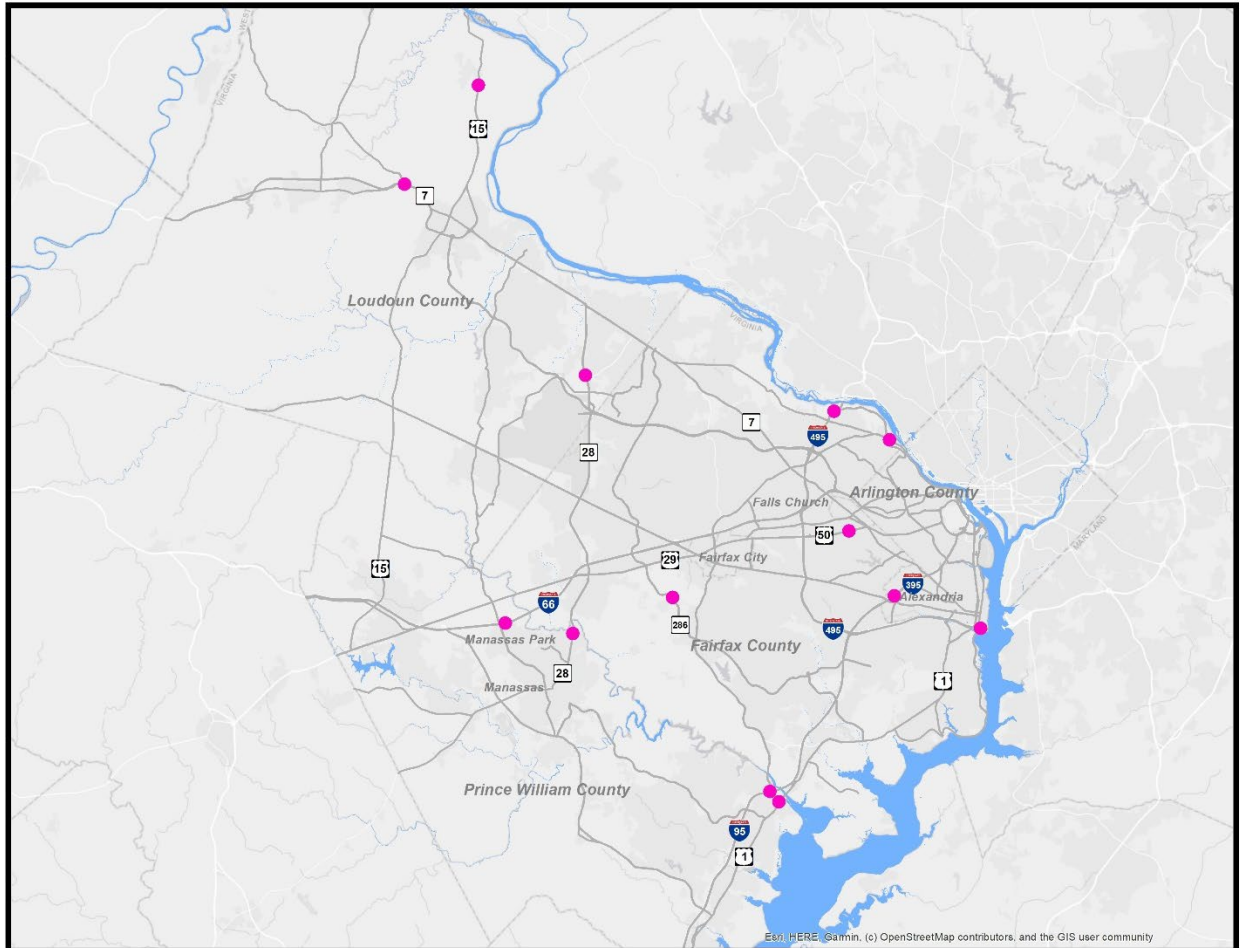 WEST
VIRGINIA
15
7
Loudoun County
VIRGINIA
7
495
28
Arlington County
Falls Church
50
MARYLAND
29
Fairfax City
15
395
66
Alexandria
286
495
Manassas Park
Fairfax County
28
1
Manassas
Prince William County
95
1
Esri, HERE, Garmin, (c) OpenStreetMap contributors, and the GIS user community